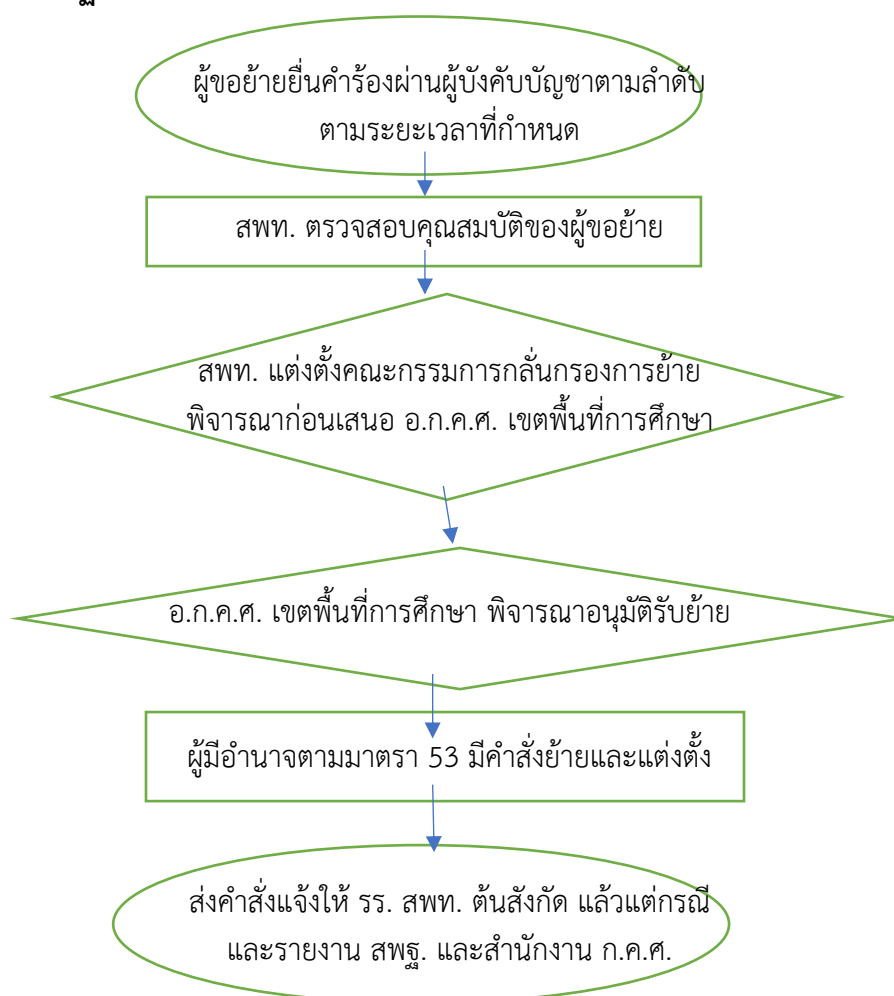 ผู้ขอย้ายยื่นคำร้องผ่านผู้บังคับบัญชาตามลำดับ
ตามระยะเวลาที่กำหนด
สพท. ตรวจสอบคุณสมบัติของผู้ขอย้าย
สพท. แต่งตั้งคณะกรรมการกลั่นกรองการย้าย
พิจารณาก่อนเสนอ อ.ก.ค.ศ. เขตพื้นที่การศึกษา
อ.ก.ค.ศ. เขตพื้นที่การศึกษา พิจารณาอนุมัติรับย้าย
ผู้มีอำนาจตามมาตรา 53 มีคำสั่งย้ายและแต่งตั้ง
ส่งคำสั่งแจ้งให้ รร. สพท. ต้นสังกัด แล้วแต่กรณี
และรายงาน สพฐ. และสำนักงาน ก.ค.ศ.